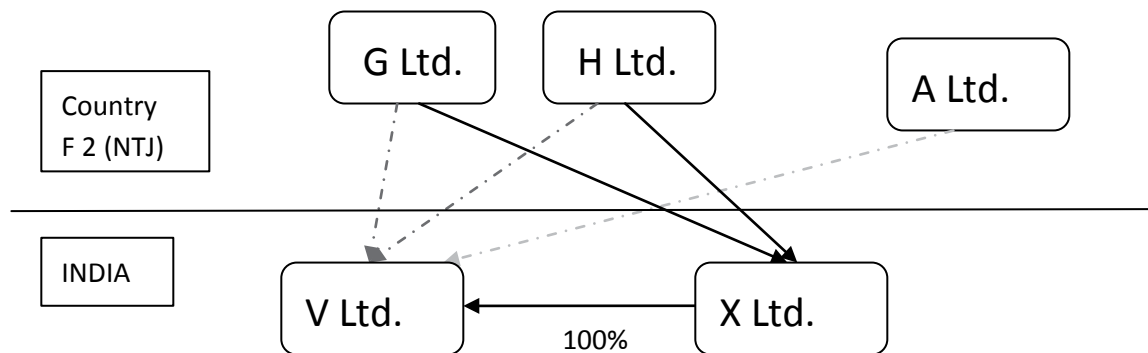 G Ltd.
H Ltd.
A Ltd.
Country
F 2 (NTJ)
INDIA
V Ltd.
X Ltd.
100%